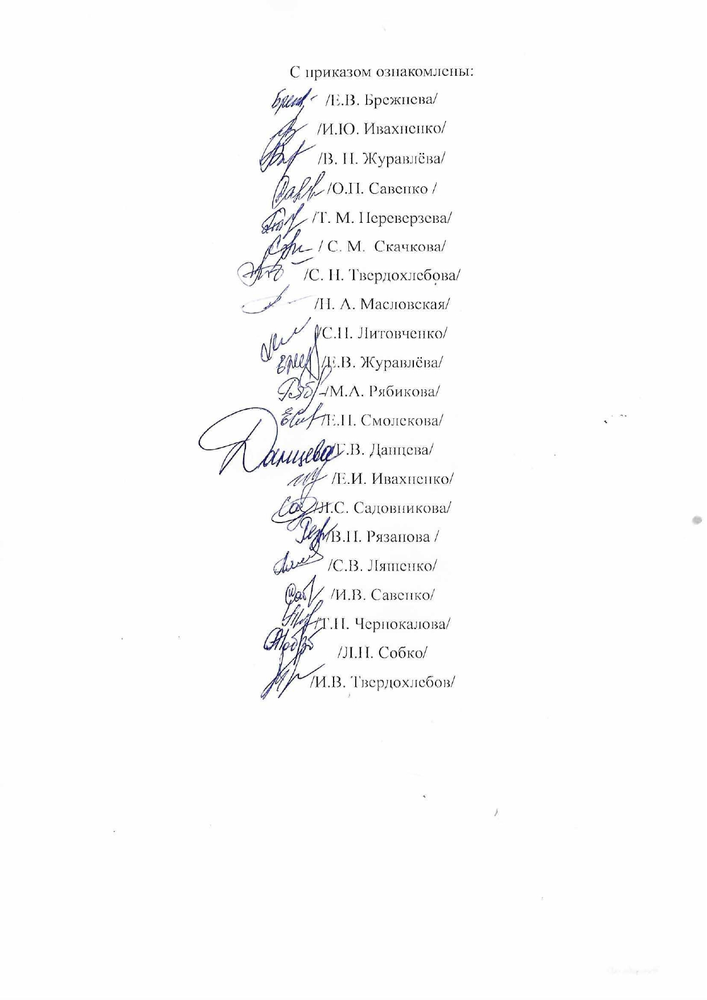 С приказом ознакомлены:
/Е.В. Брежнева/
/И.Ю. Ивахненко/
/В. Н. Журавлёва/
/О.П. Савенко /
/Т. М. Переверзева/
/ С. М. Скачкова/
/С. Н. Твердохлебова/
/Н. А. Масловская/
/С.Н. Литовченко/
/Е.В. Журавлёва/
/М.А. Рябикова/
/Е.Н. Смолекова/
Данцева /Г.В. Данцева/
/Е.И. Ивахненко/
/Л.С. Садовникова/
/В.Н. Рязанова /
/С.В. Ляшенко/
/И.В. Савенко/
/Т.Н. Чернокалова/
/Л.Н. Собко/
/И.В. Твердохлебов/